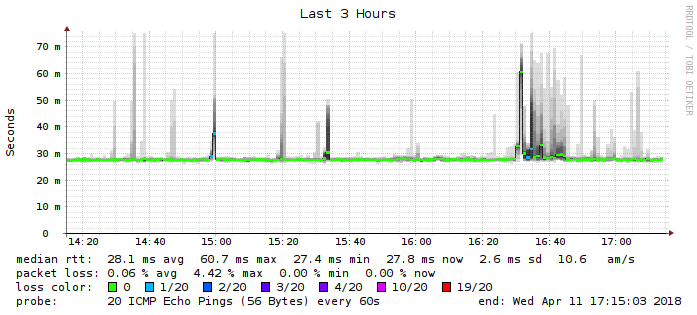 Last 3 Hours
RRDTOOL / TOBI OETIKER
Seconds
70 m
60 m
50 m
40 m
30 m
20 m
10 m
0
14:20 14:40 15:00 15:20 15:40 16:00 16:20 16:40 17:00
median rtt: 28.1 ms avg 60.7 ms max 27.4 ms min 27.8 ms now 2.6 ms sd 10.6 am/s
packet loss: 0.06 % avg 4.42 % max 0.00 % min 0.00 % now
loss color: 0 1/20 2/20 3/20 4/20 10/20 19/20
probe: 20 ICMP Echo Pings (56 Bytes) every 60s end: Wed Apr 11 17:15:03 2018